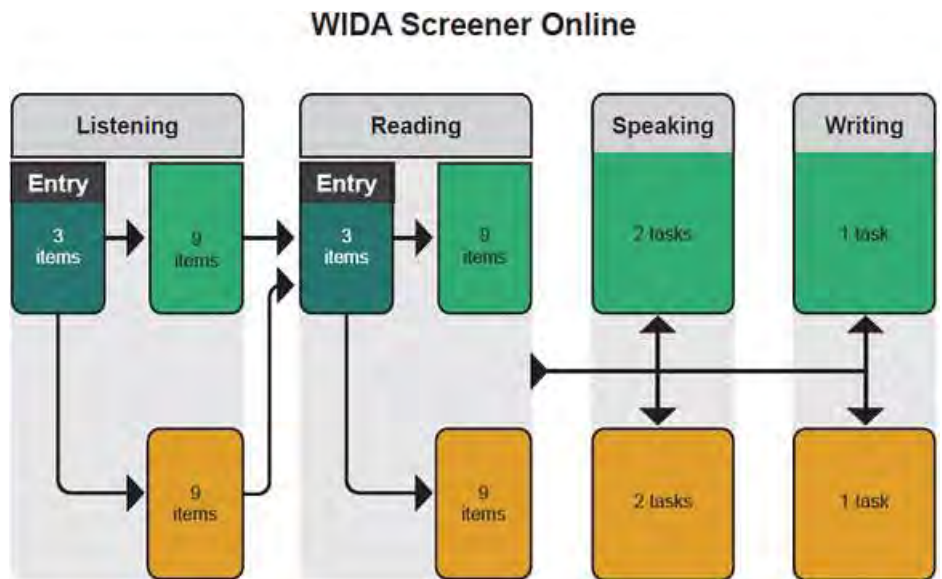 WIDA Screener Online
Listening
Reading
Speaking
Writing
Entry
3
items
9
items
Entry
3
items
9
items
2 tasks
1 task
9
items
9
items
2 tasks
1 task